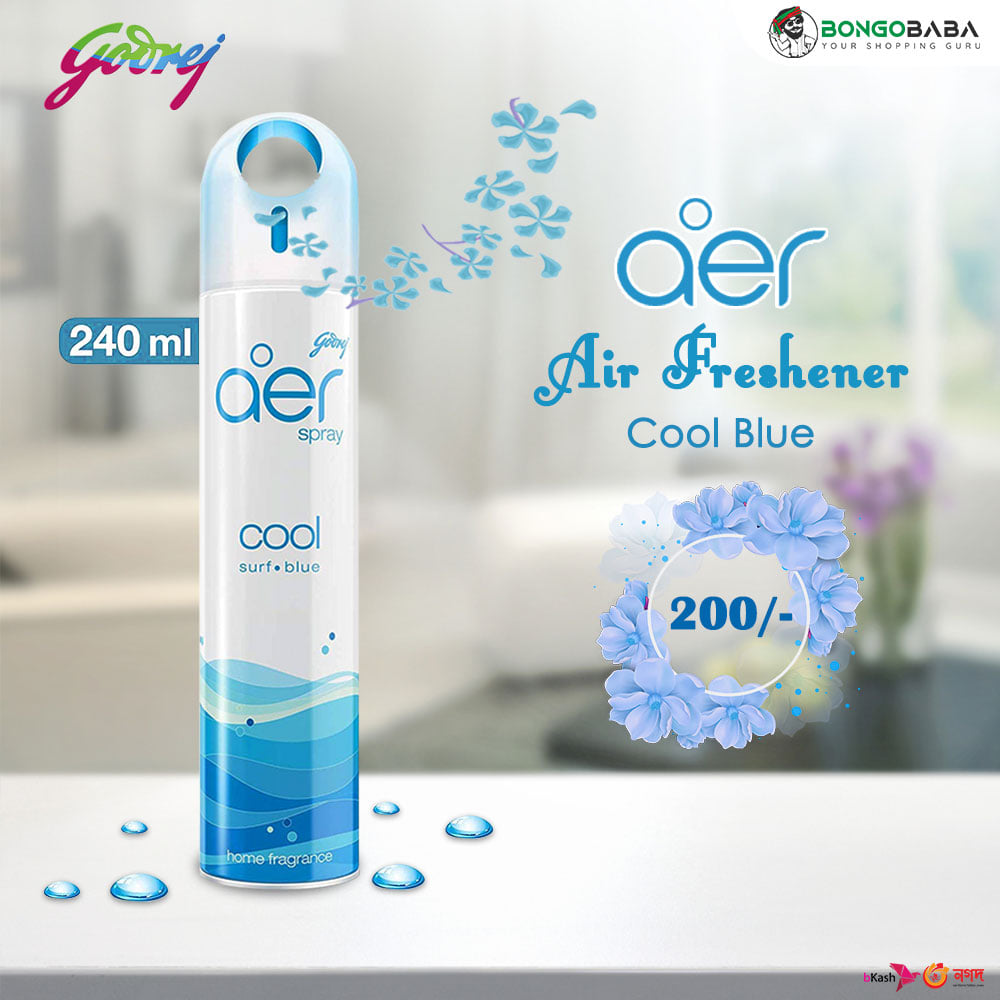 Godrej
BONGOBABA
YOUR SHOPPING GURU
aer
Air Freshener
Cool Blue
240 ml
Godrej
aer
spray
cool
surf•blue
200/-
home fragrance
bKash
নগদ